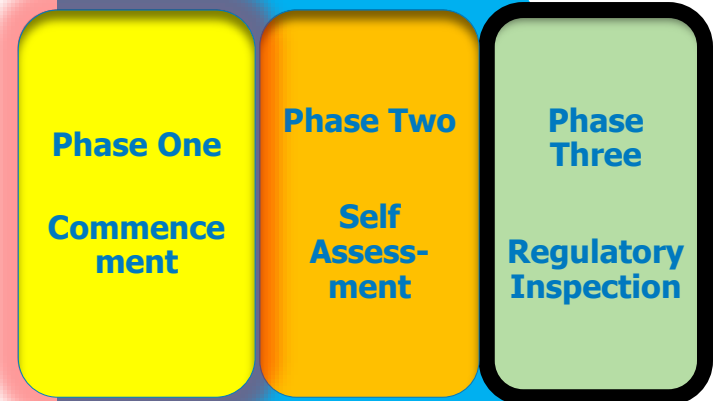 Phase One
Commence
ment
Phase Two
Self
Assess-
ment
Phase
Three
Regulatory
Inspection